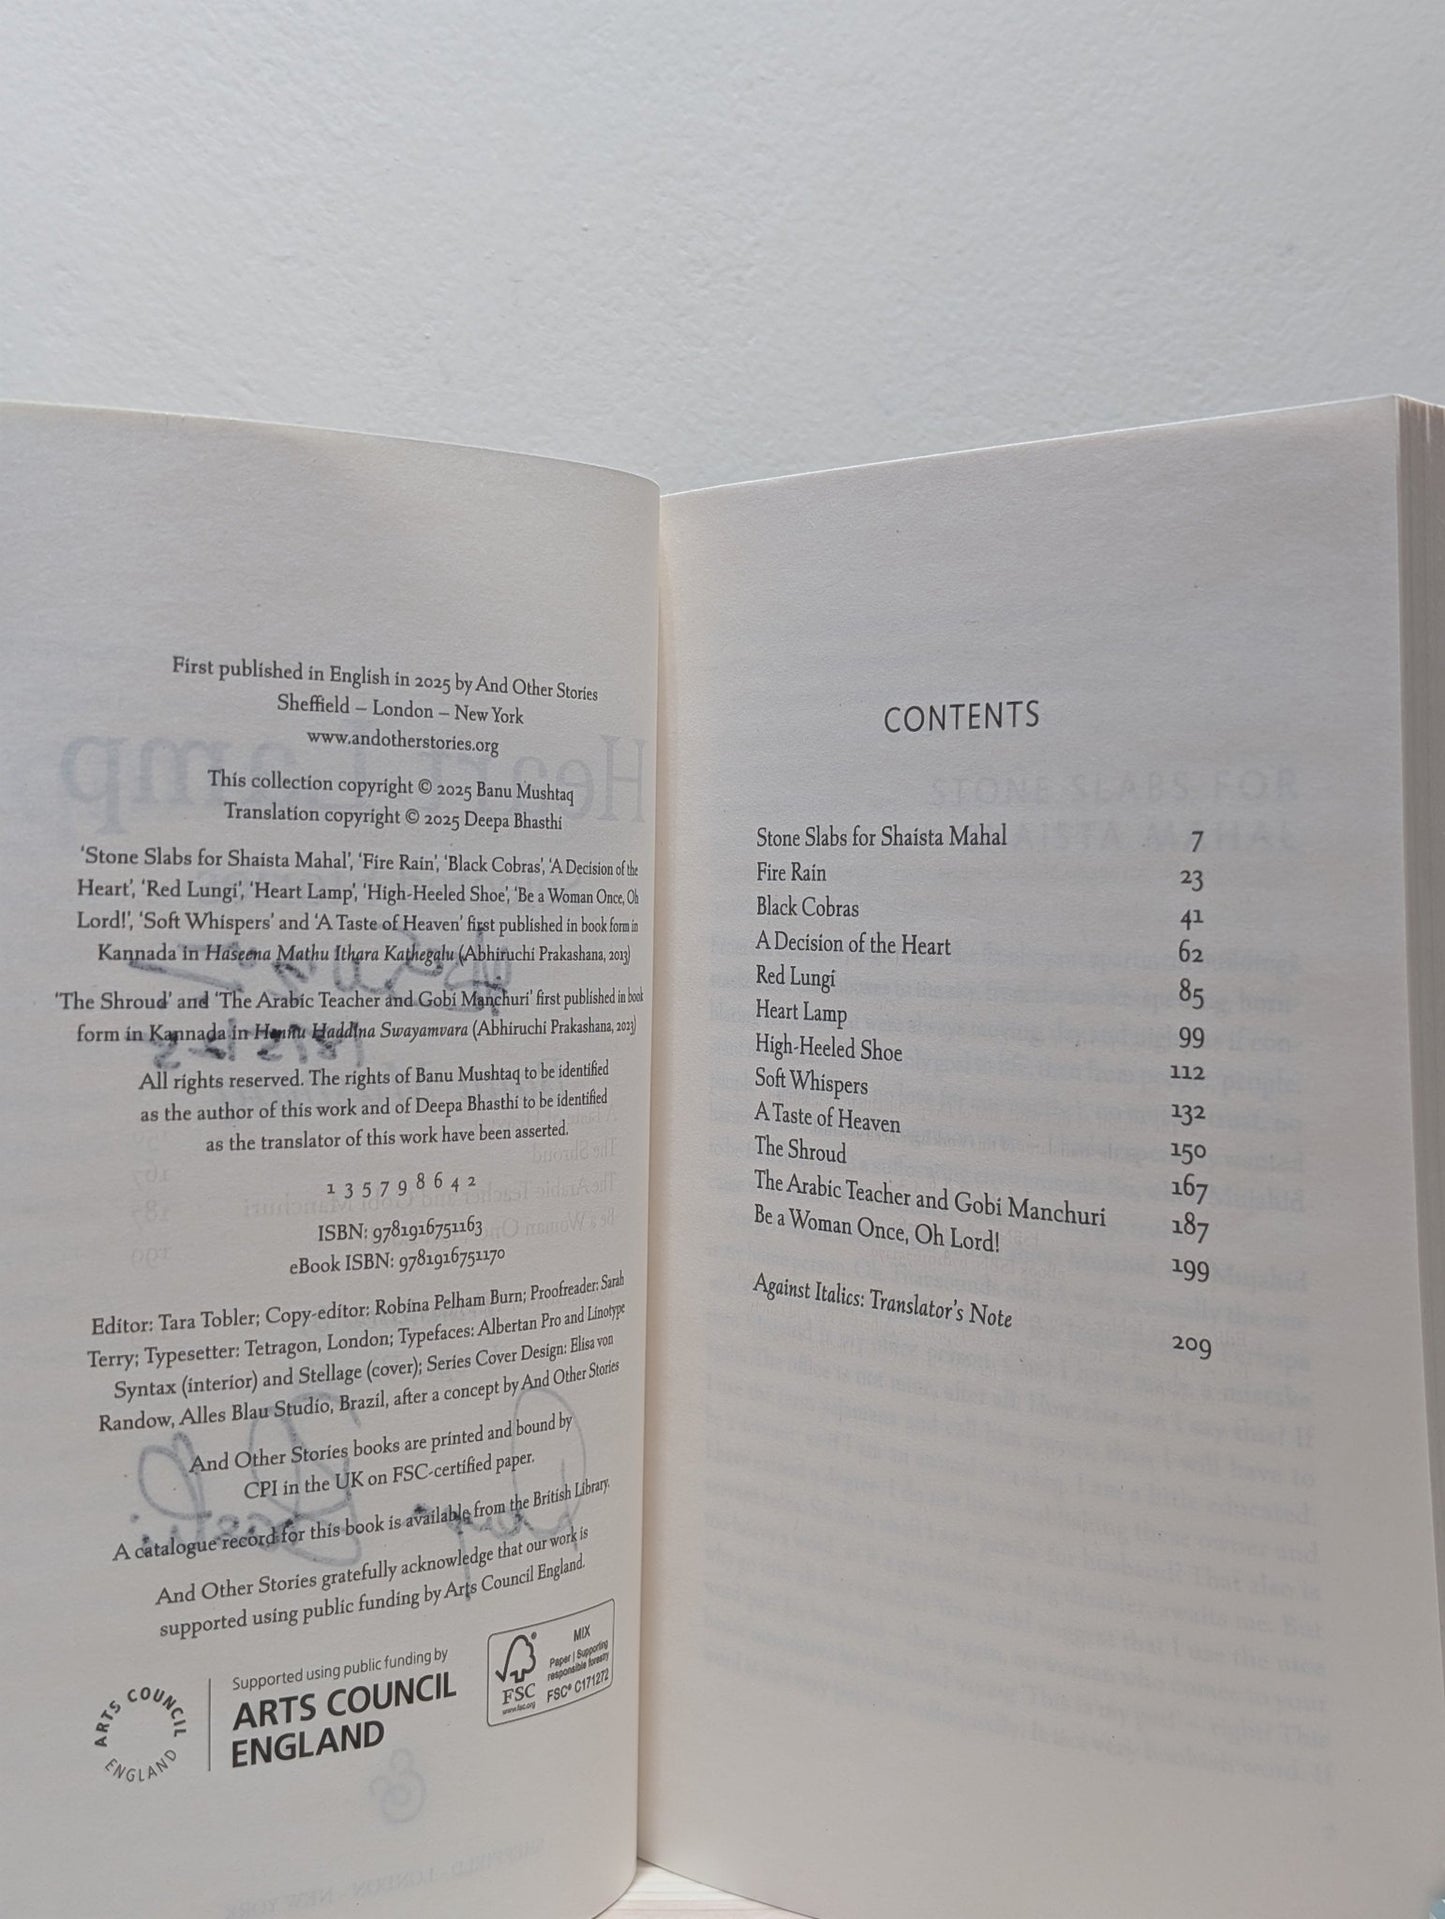 First published in English in 2025 by And Other Stories
Sheffield – London – New York
www.andotherstories.org
This collection copyright © 2025 Banu Mushtaq
Translation copyright © 2025 Deepa Bhasthi
‘Stone Slabs for Shaista Mahal’, ‘Fire Rain’, ‘Black Cobras’, ‘A Decision of the
Heart’, ‘Red Lungi’, ‘Heart Lamp’, ‘High-Heeled Shoe’, ‘Be a Woman Once, Oh
Lord!’, ‘Soft Whispers’ and ‘A Taste of Heaven’ first published in book form in
Kannada in Haseena Mathu Ithara Kathegalu (Abhiruchi Prakashana, 2013)
‘The Shroud’ and ‘The Arabic Teacher and Gobi Manchuri’ first published in book
form in Kannada in Hennu Haddina Swayamvara (Abhiruchi Prakashana, 2023)
All rights reserved. The rights of Banu Mushtaq to be identified
as the author of this work and of Deepa Bhasthi to be identified
as the translator of this work have been asserted.
1 3 5 7 9 8 6 4 2
ISBN: 9781916751163
eBook ISBN: 9781916751170
Editor: Tara Tobler; Copy-editor: Robina Pelham Burn; Proofreader: Sarah
Terry; Typesetter: Tetragon, London; Typefaces: Albertan Pro and Linotype
Syntax (interior) and Stellage (cover); Series Cover Design: Elisa von
Randow, Alles Blau Studio, Brazil, after a concept by And Other Stories
And Other Stories books are printed and bound by
CPI in the UK on FSC-certified paper.
A catalogue record for this book is available from the British Library.
And Other Stories gratefully acknowledge that our work is
supported using public funding by Arts Council England.
ARTS COUNCIL ENGLAND
Supported using public funding by
ARTS COUNCIL
ENGLAND
FSC®
www.fsc.org
MIX
Paper | Supporting
responsible forestry
FSC® C171272
CONTENTS
Stone Slabs for Shaista Mahal 7
Fire Rain 23
Black Cobras 41
A Decision of the Heart 62
Red Lungi 85
Heart Lamp 99
High-Heeled Shoe 112
Soft Whispers 132
A Taste of Heaven 150
The Shroud 167
The Arabic Teacher and Gobi Manchuri 187
Be a Woman Once, Oh Lord! 199
Against Italics: Translator’s Note 209